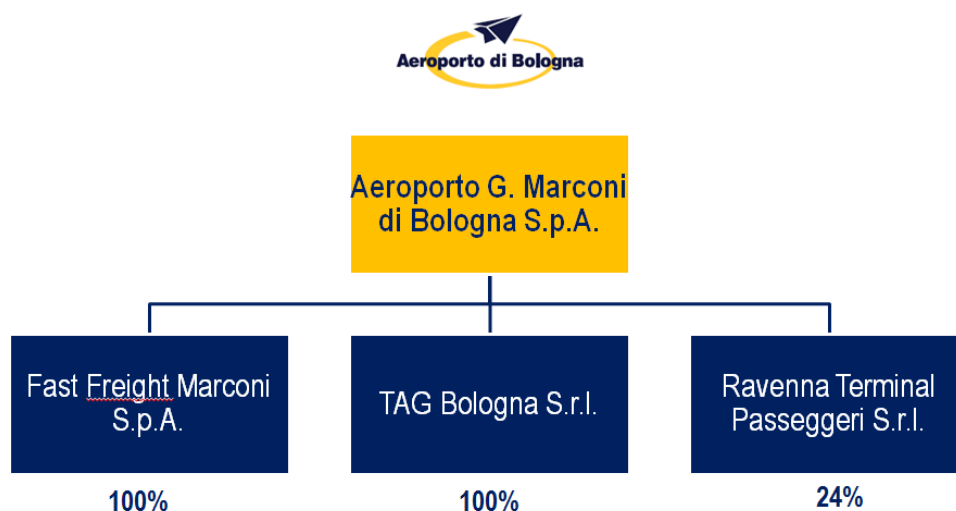 Aeroporto di Bologna
Aeroporto G. Marconi
di Bologna S.p.A.
Fast Freight Marconi
S.p.A.
TAG Bologna S.r.l.
Ravenna Terminal
Passeggeri S.r.l.
100%
100%
24%